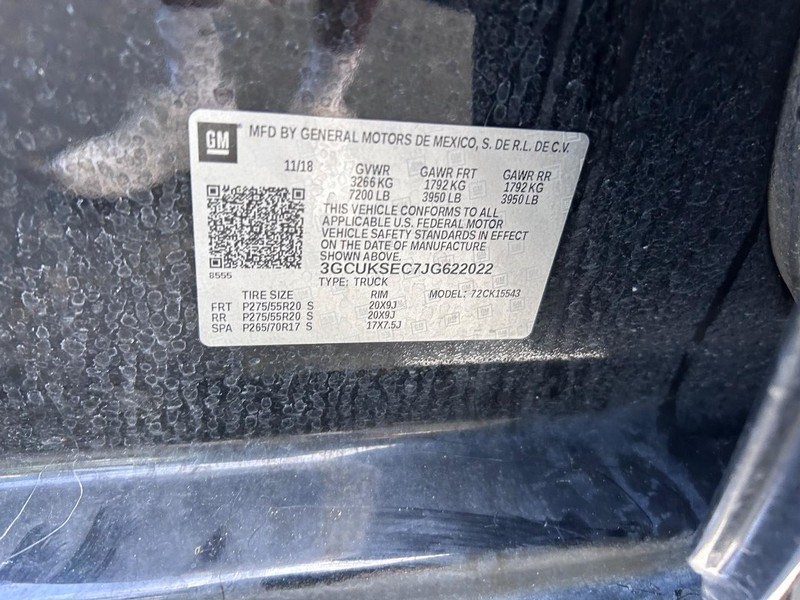 GM MFD BY GENERAL MOTORS DE MEXICO, S. DE R.L. DE C.V.
11/18 GVWR GAWR FRT GAWR RR
3266 KG 1792 KG 1792 KG
7200 LB 3950 LB 3950 LB
THIS VEHICLE CONFORMS TO ALL
APPLICABLE U.S. FEDERAL MOTOR
VEHICLE SAFETY STANDARDS IN EFFECT
ON THE DATE OF MANUFACTURE
SHOWN ABOVE.
8555 3GCUKSEC7JG622022
TYPE: TRUCK
TIRE SIZE RIM MODEL: 72CK15543
FRT P275/55R20 S 20X9J
RR P275/55R20 S 20X9J
SPA P265/70R17 S 17X7.5J